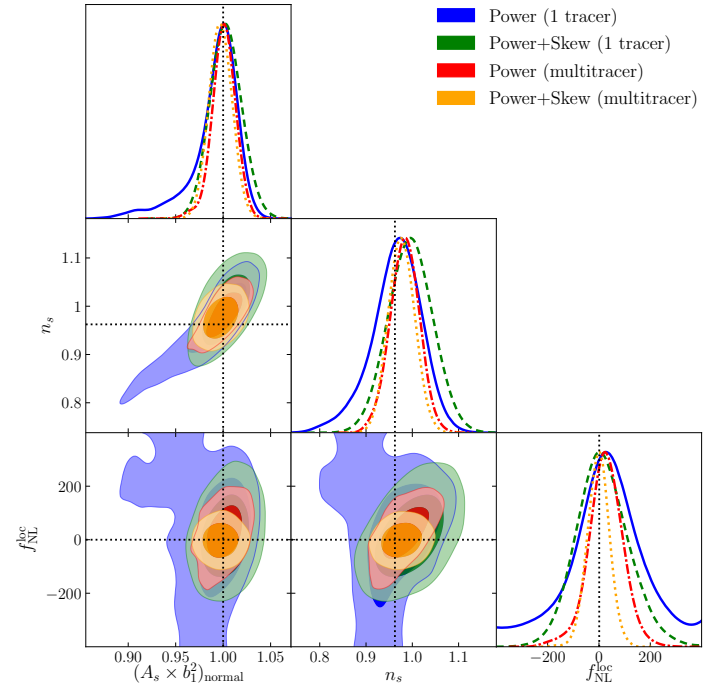 Power (1 tracer)
Power+Skew (1 tracer)
Power (multitracer)
Power+Skew (multitracer)
1.1
1
0.9
0.8
n_s
200
0
−200
f_NL^loc
0.90 0.95 1.00 1.05
(A_s × b_1^2)_normal
0.8 0.9 1.0 1.1
n_s
−200 0 200
f_NL^loc